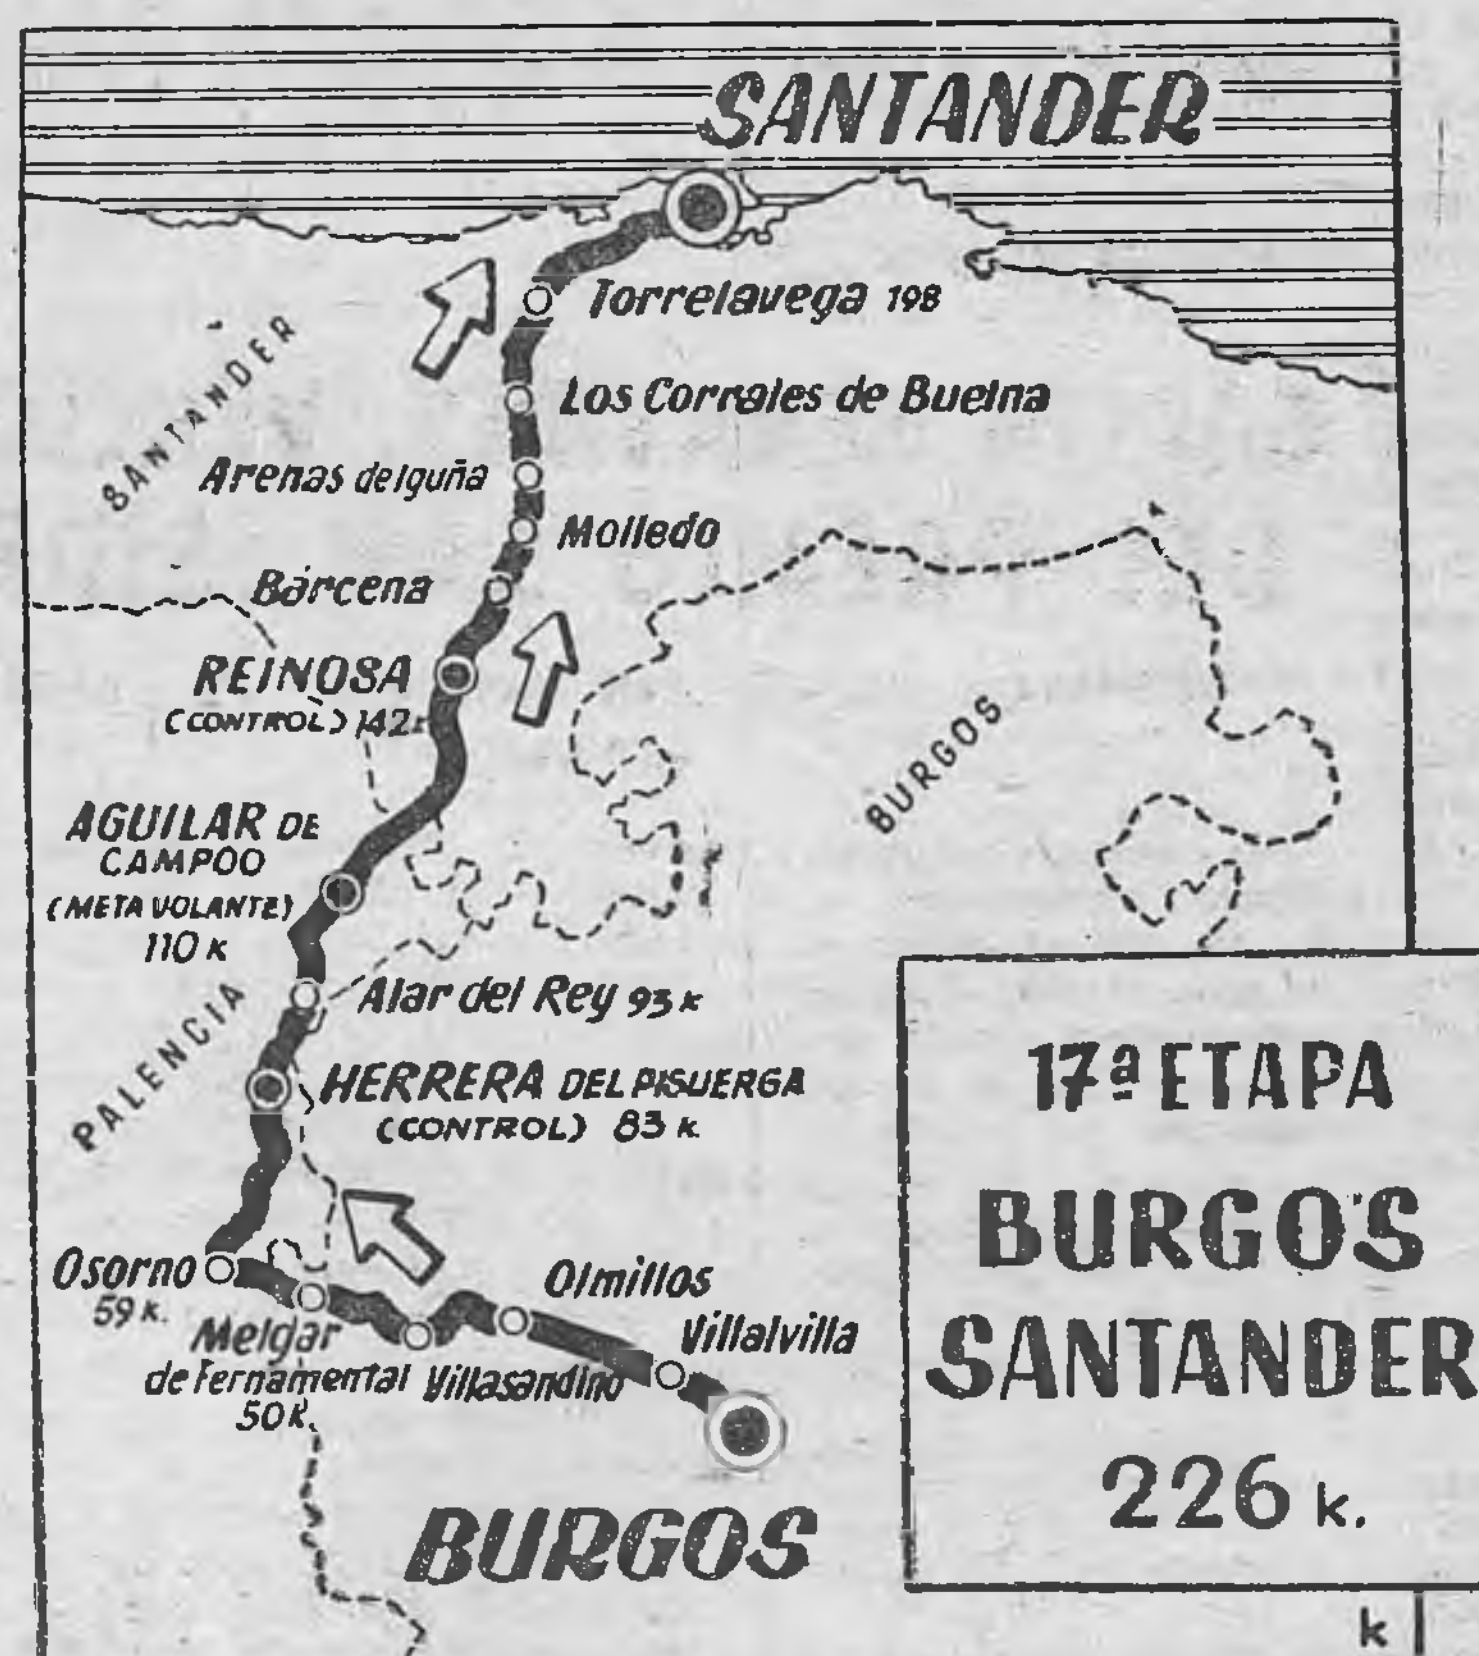 SANTANDER
Torrelavega 198
SANTANDER
Los Corrales de Buelna
Arenas de Iguña
Molledo
Bárcena
REINOSA
(CONTROL) 142
BURGOS
AGUILAR DE
CAMPOO
(META VOLANTE)
110 K
Alar del Rey 93 K
PALENCIA
HERRERA DEL PISUERGA
(CONTROL) 83 K.
Osorno
59 K.
Olmillos
Villalvilla
Melgar
de Fernamental
50 K.
Villasandino
BURGOS
17ª ETAPA
BURGOS
SANTANDER
226 k.
k